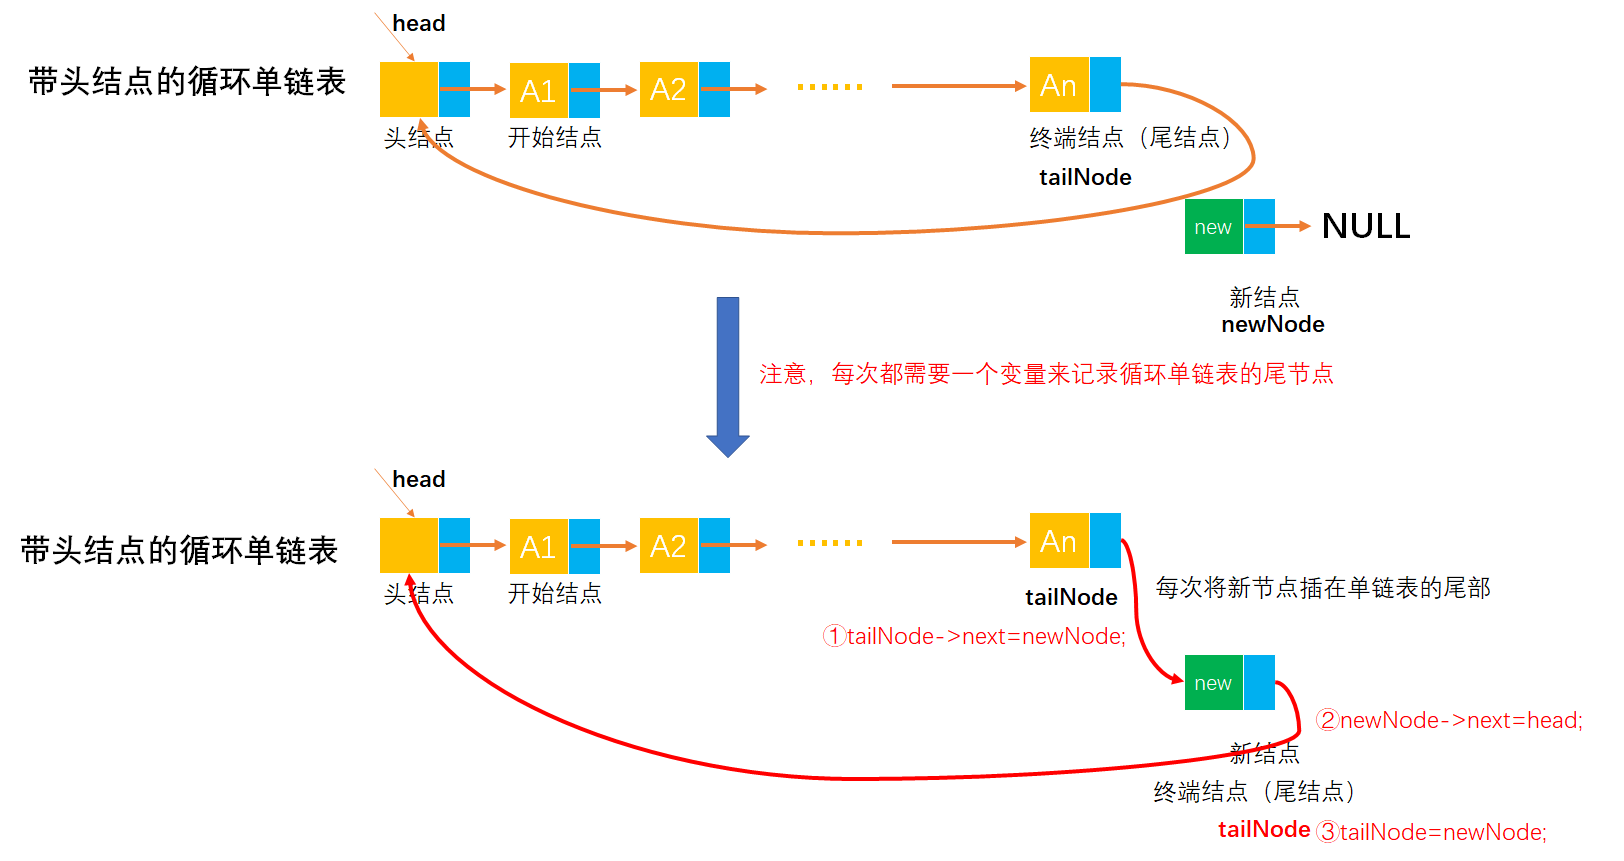 head
带头结点的循环单链表
A1
A2
An
头结点
开始结点
终端结点（尾结点）
tailNode
new
NULL
新结点
newNode
注意，每次都需要一个变量来记录循环单链表的尾节点
head
带头结点的循环单链表
A1
A2
An
头结点
开始结点
tailNode
每次将新节点插在单链表的尾部
①tailNode->next=newNode;
new
②newNode->next=head;
新结点
终端结点（尾结点）
tailNode ③tailNode=newNode;